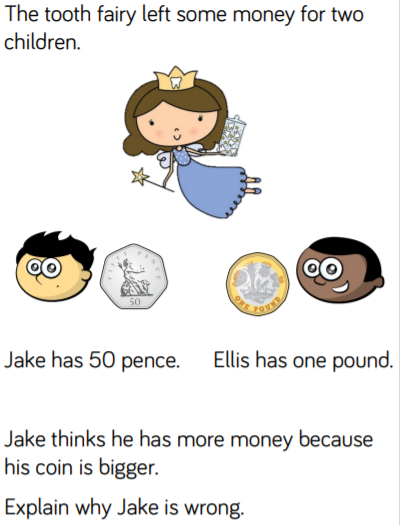 The tooth fairy left some money for two
children.
50
ONE POUND
Jake has 50 pence.
Ellis has one pound.
Jake thinks he has more money because
his coin is bigger.
Explain why Jake is wrong.